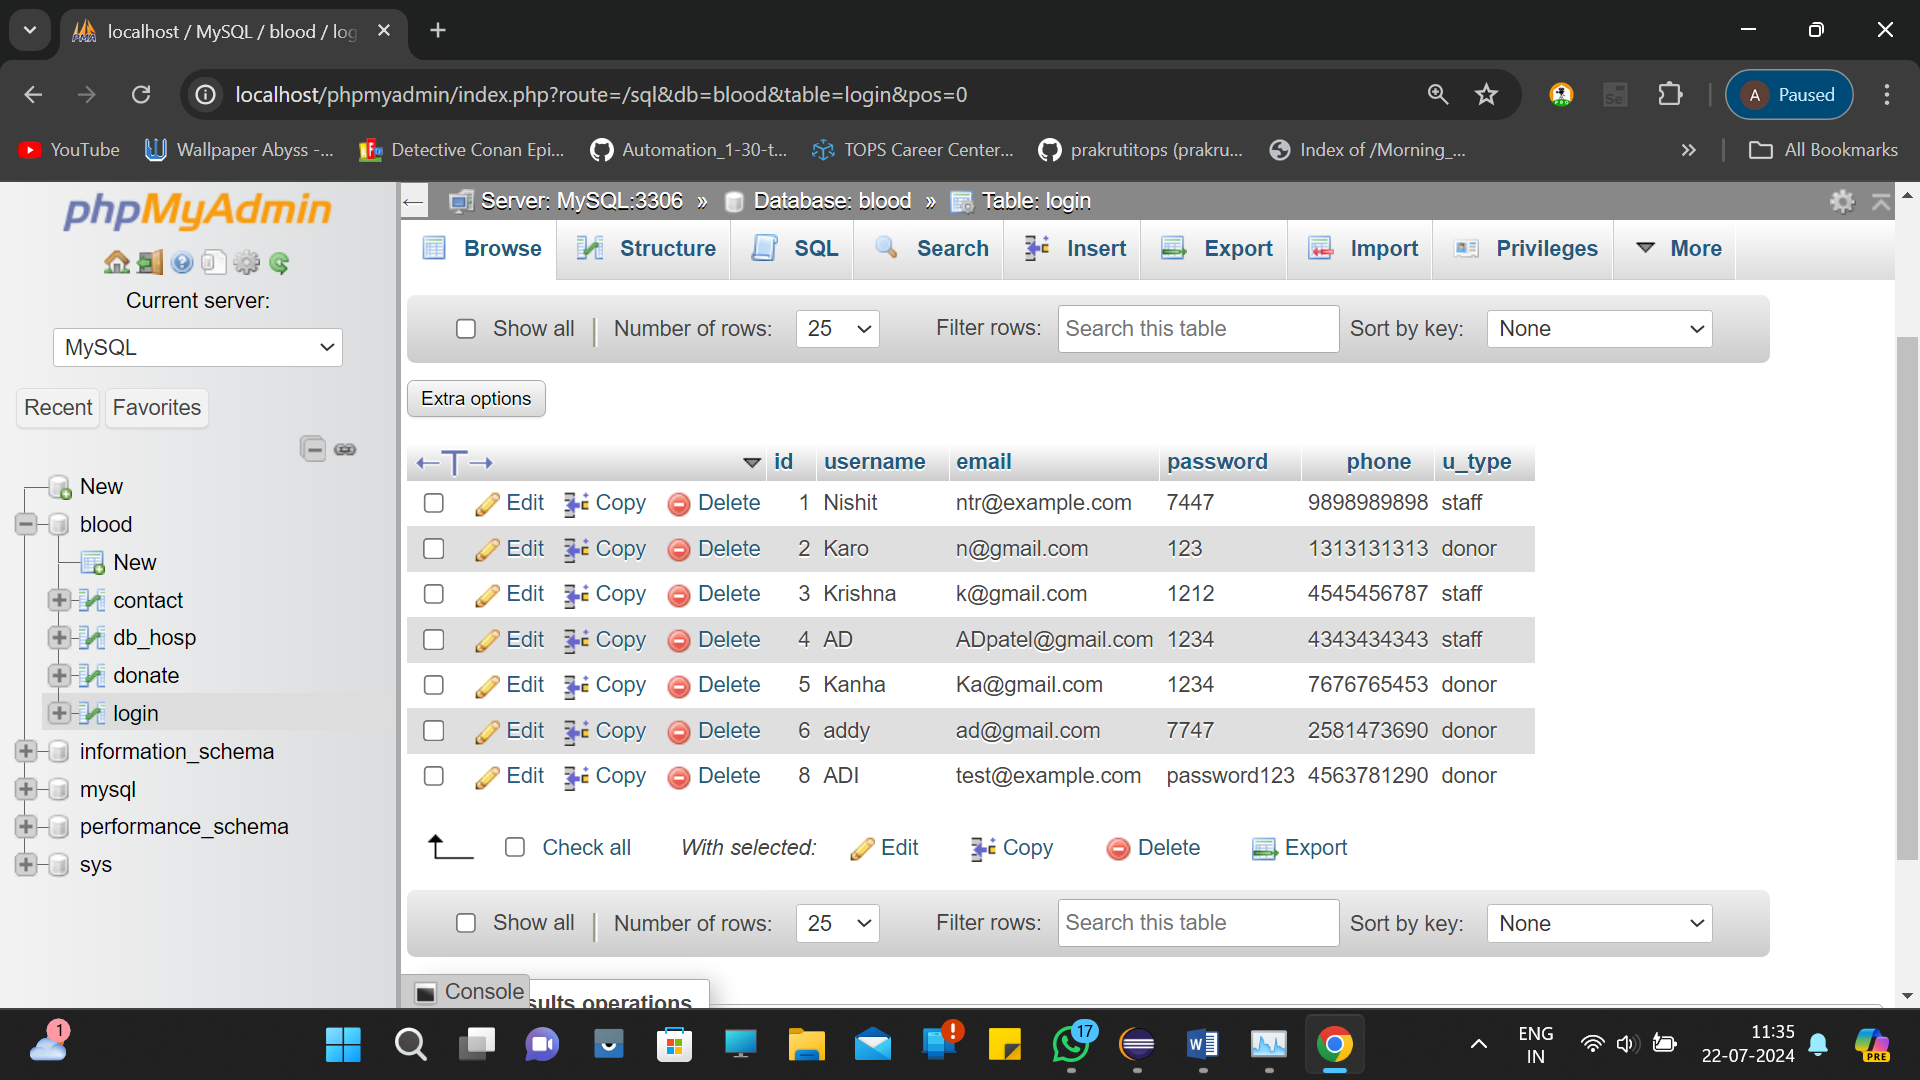 localhost / MySQL / blood / log
localhost/phpmyadmin/index.php?route=/sql&db=blood&table=login&pos=0
A Paused
YouTube Wallpaper Abyss -... Detective Conan Epi... Automation_1-30-t... TOPS Career Center... prakrutitops (prakru... Index of /Morning_... » All Bookmarks
phpMyAdmin
Current server:
MySQL
Recent Favorites
New
blood
New
contact
db_hosp
donate
login
information_schema
mysql
performance_schema
sys
Server: MySQL:3306 » Database: blood » Table: login
Browse Structure SQL Search Insert Export Import Privileges More
Show all Number of rows: 25 Filter rows: Search this table Sort by key: None
Extra options
id username email password phone u_type
Edit Copy Delete 1 Nishit ntr@example.com 7447 9898989898 staff
Edit Copy Delete 2 Karo n@gmail.com 123 1313131313 donor
Edit Copy Delete 3 Krishna k@gmail.com 1212 4545456787 staff
Edit Copy Delete 4 AD ADpatel@gmail.com 1234 4343434343 staff
Edit Copy Delete 5 Kanha Ka@gmail.com 1234 7676765453 donor
Edit Copy Delete 6 addy ad@gmail.com 7747 2581473690 donor
Edit Copy Delete 8 ADI test@example.com password123 4563781290 donor
Check all With selected: Edit Copy Delete Export
Show all Number of rows: 25 Filter rows: Search this table Sort by key: None
Console sults operations
1
17
ENG
IN
11:35
22-07-2024
PRE